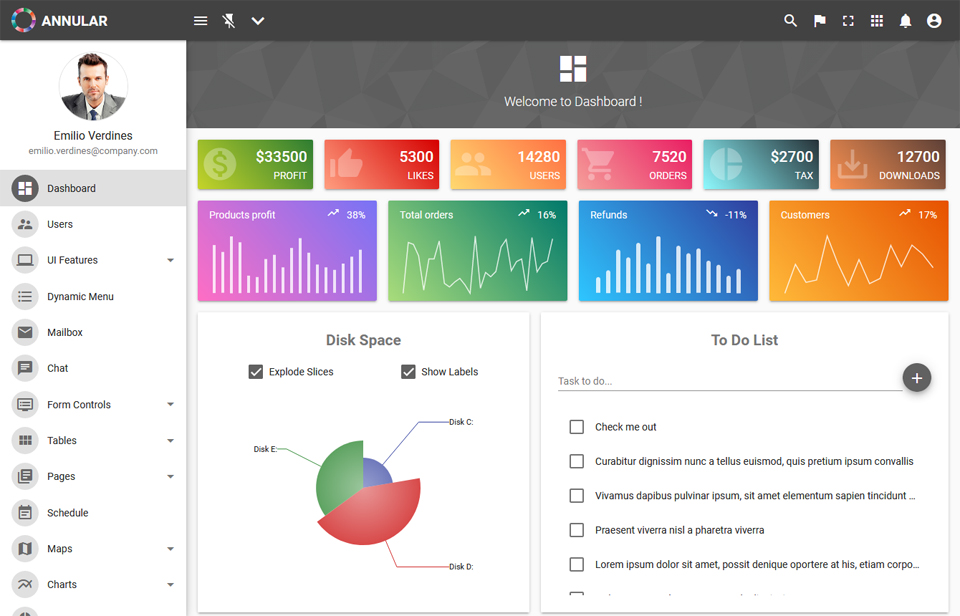 ANNULAR
Emilio Verdines
emilio.verdines@company.com
Dashboard
Users
UI Features
Dynamic Menu
Mailbox
Chat
Form Controls
Tables
Pages
Schedule
Maps
Charts
Welcome to Dashboard !
$33500
PROFIT
5300
LIKES
14280
USERS
7520
ORDERS
$2700
TAX
12700
DOWNLOADS
Products profit 38%
Total orders 16%
Refunds -11%
Customers 17%
Disk Space
Explode Slices Show Labels
Disk C:
Disk E:
Disk D:
To Do List
Task to do...
Check me out
Curabitur dignissim nunc a tellus euismod, quis pretium ipsum convallis
Vivamus dapibus pulvinar ipsum, sit amet elementum sapien tincidunt ...
Praesent viverra nisl a pharetra viverra
Lorem ipsum dolor sit amet, possit denique oportere at his, etiam corpo...